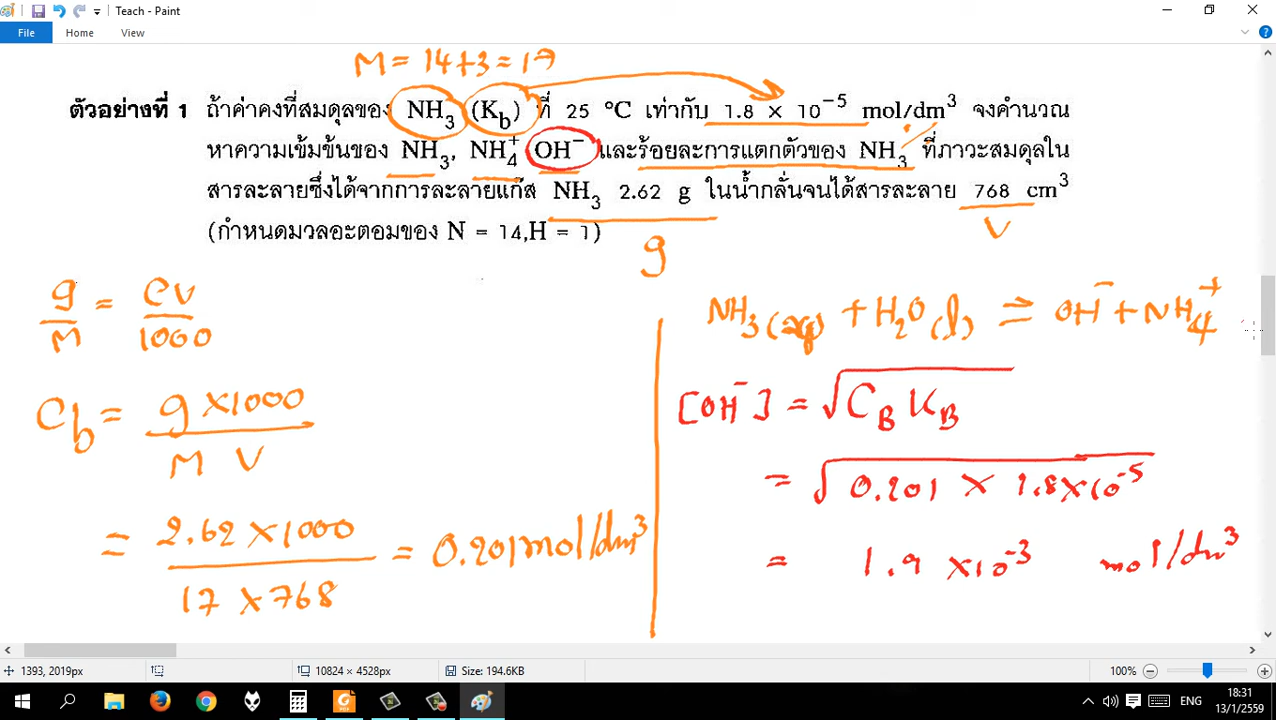 Teach - Paint
File Home View
M = 14+3 = 17
ตัวอย่างที่ 1 ถ้าค่าคงที่สมดุลของ NH₃ (K_b) ที่ 25 °C เท่ากับ 1.8 × 10⁻⁵ mol/dm³ จงคำนวณ
หาความเข้มข้นของ NH₃, NH₄⁺ OH⁻ และร้อยละการแตกตัวของ NH₃ ที่ภาวะสมดุลใน
สารละลายซึ่งได้จากการละลายแก๊ส NH₃ 2.62 g ในน้ำกลั่นจนได้สารละลาย 768 cm³
(กำหนดมวลอะตอมของ N = 14,H = 1)
g
V
g/M = CV/1000
C_b = g×1000
M V
= 2.62×1000 = 0.201 mol/dm³
17 × 768
NH₃(aq) + H₂O(l) ⇌ OH⁻ + NH₄⁺
[OH⁻] = √C_B K_B
= √0.201 × 1.8×10⁻⁵
= 1.9 ×10⁻³ mol/dm³
1393, 2019px 10824 × 4528px Size: 194.6KB 100%
ENG 18:31
13/1/2559